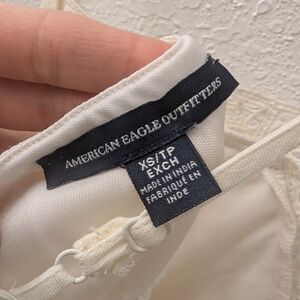 AMERICAN EAGLE OUTFITTERS
XS/TP
EXCH
MADE IN INDIA
FABRIQUÉ EN
INDE